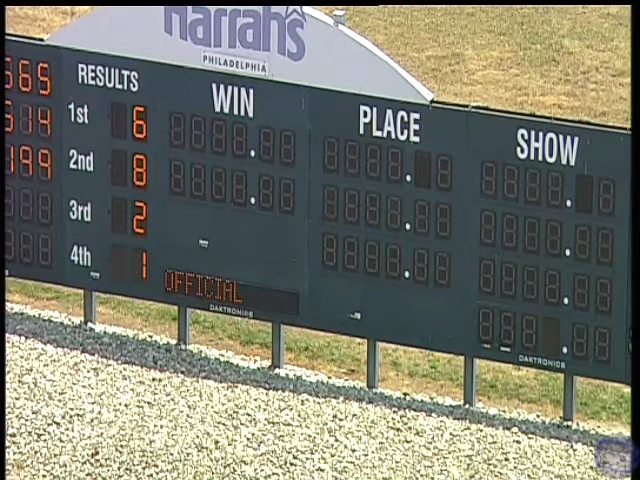 Harrah's
PHILADELPHIA
565
RESULTS
WIN
PLACE
SHOW
1st 6
514
2nd 8
199
3rd 2
4th 1
OFFICIAL
DAKTRONICS
DAKTRONICS